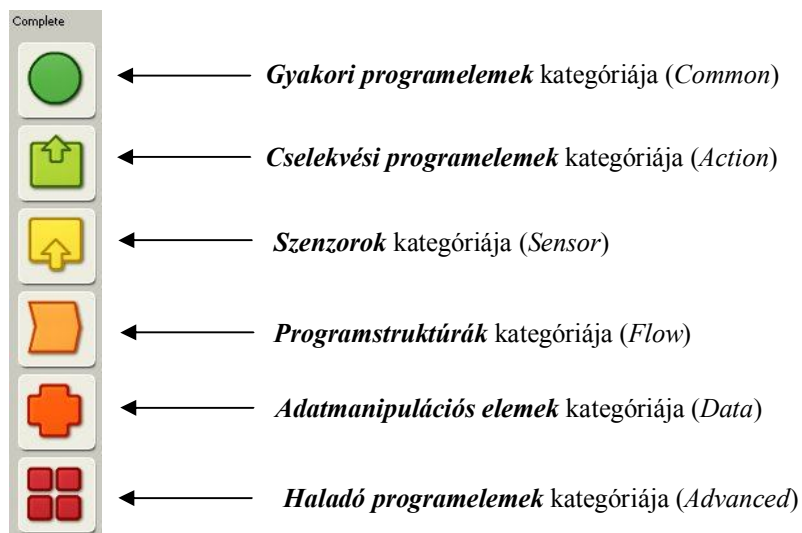 Complete
Gyakori programelemek kategóriája (Common)
Cselekvési programelemek kategóriája (Action)
Szenzorok kategóriája (Sensor)
Programstruktúrák kategóriája (Flow)
Adatmanipulációs elemek kategóriája (Data)
Haladó programelemek kategóriája (Advanced)